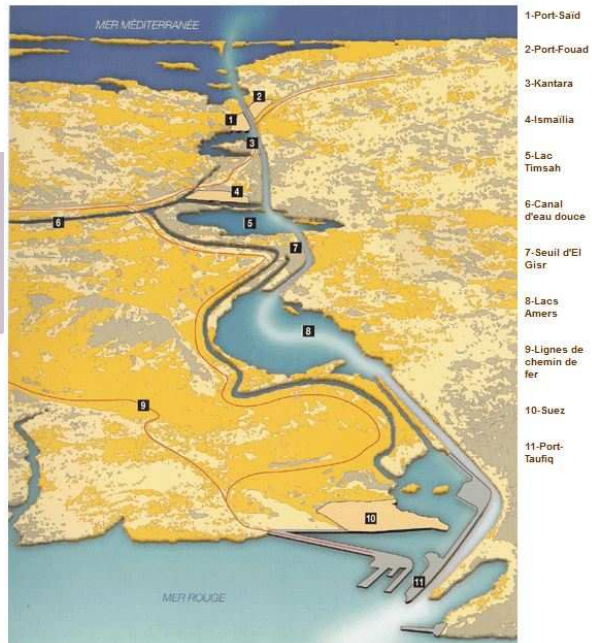 MER MÉDITERRANÉE
2
1
3
4
6
5
7
8
9
10
11
MER ROUGE
1-Port-Saïd
2-Port-Fouad
3-Kantara
4-Ismaïlia
5-Lac
Timsah
6-Canal
d'eau douce
7-Seuil d'El
Gisr
8-Lacs
Amers
9-Lignes de
chemin de
fer
10-Suez
11-Port-
Taufiq